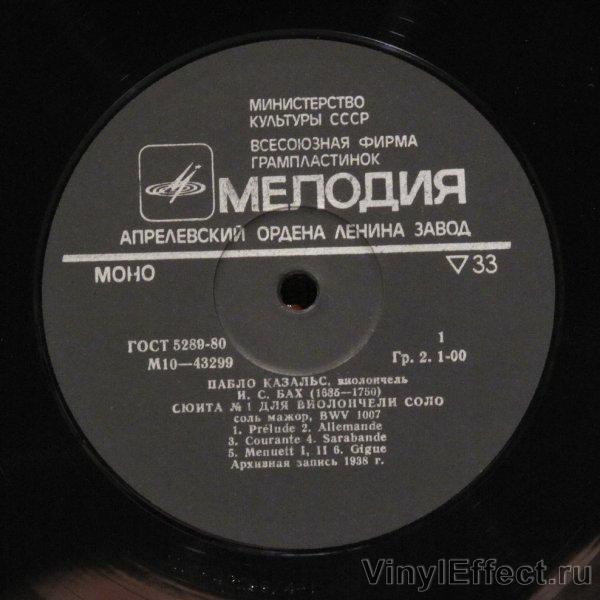 МИНИСТЕРСТВО
КУЛЬТУРЫ СССР
ВСЕСОЮЗНАЯ ФИРМА
ГРАМПЛАСТИНОК
МЕЛОДИЯ
АПРЕЛЕВСКИЙ ОРДЕНА ЛЕНИНА ЗАВОД
МОНО ▽33
ГОСТ 5289-80 1
М10—43299 Гр. 2. 1-00
ПАБЛО КАЗАЛЬС, виолончель
И. С. БАХ (1685—1750)
СЮИТА № 1 ДЛЯ ВИОЛОНЧЕЛИ СОЛО
соль мажор, BWV 1007
1. Prélude 2. Allemande
3. Courante 4. Sarabande
5. Menuett I, II 6. Gigue
Архивная запись 1938 г.
VinylEffect.ru